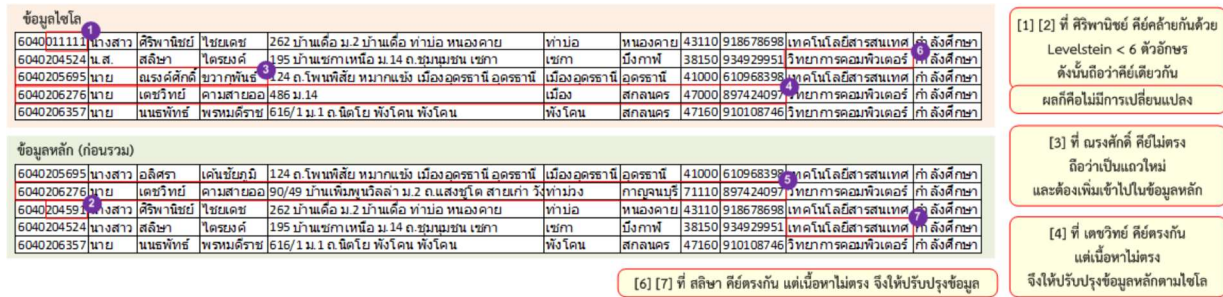 ข้อมูลไซโล
6040011111 นางสาว ศิริพานิชย์ ไชยเดช 262 บ้านเดื่อ ม.2 บ้านเดื่อ ท่าบ่อ หนองคาย ท่าบ่อ หนองคาย 43110 918678698 เทคโนโลยีสารสนเทศ กำลังศึกษา
6040204524 น.ส. สลิษา ไตรยงค์ 195 บ้านเซกาเหนือ ม.14 ถ.ชุมนุมชน เซกา เซกา บึงกาฬ 38150 934929951 วิทยาการคอมพิวเตอร์ กำลังศึกษา
6040205695 นาย ณรงค์ศักดิ์ ขวากพันธ์ 124 ถ.โพนพิสัย หมากแข้ง เมืองอุดรธานี อุดรธานี เมืองอุดรธานี อุดรธานี 41000 610968398 เทคโนโลยีสารสนเทศ กำลังศึกษา
6040206276 นาย เดชวิทย์ คามสายออ 486 ม.14 เมือง สกลนคร 47000 897424097 วิทยาการคอมพิวเตอร์ กำลังศึกษา
6040206357 นาย นนธพัทธ์ พรหมดีราช 616/1 ม.1 ถ.นิตโย พังโคน พังโคน พังโคน สกลนคร 47160 910108746 วิทยาการคอมพิวเตอร์ กำลังศึกษา
1
3
6
4
ข้อมูลหลัก (ก่อนรวม)
6040205695 นางสาว อลิศรา เค้นชัยภูมิ 124 ถ.โพนพิสัย หมากแข้ง เมืองอุดรธานี อุดรธานี เมืองอุดรธานี อุดรธานี 41000 610968398 เทคโนโลยีสารสนเทศ กำลังศึกษา
6040206276 นาย เดชวิทย์ คามสายออ 90/49 บ้านเพิ่มพูนวิลล่า ม.2 ถ.แสงชูโต สายเก่า ท่าม่วง กาญจนบุรี 71110 897424097 วิทยาการคอมพิวเตอร์ กำลังศึกษา
6040204591 นางสาว ศิริพานิชย์ ไชยเดช 262 บ้านเดื่อ ม.2 บ้านเดื่อ ท่าบ่อ หนองคาย ท่าบ่อ หนองคาย 43110 918678698 เทคโนโลยีสารสนเทศ กำลังศึกษา
6040204524 นางสาว สลิษา ไตรยงค์ 195 บ้านเซกาเหนือ ม.14 ถ.ชุมนุมชน เซกา เซกา บึงกาฬ 38150 934929951 เทคโนโลยีสารสนเทศ กำลังศึกษา
6040206357 นาย นนธพัทธ์ พรหมดีราช 616/1 ม.1 ถ.นิตโย พังโคน พังโคน พังโคน สกลนคร 47160 910108746 วิทยาการคอมพิวเตอร์ กำลังศึกษา
5
2
7
[6] [7] ที่ สลิษา คีย์ตรงกัน แต่เนื้อหาไม่ตรง จึงให้ปรับปรุงข้อมูล
[1] [2] ที่ ศิริพานิชย์ คีย์คล้ายกันด้วย
Levelstein < 6 ตัวอักษร
ดังนั้นถือว่าคีย์เดียวกัน
ผลก็คือไม่มีการเปลี่ยนแปลง
[3] ที่ ณรงศักดิ์ คีย์ไม่ตรง
ถือว่าเป็นแถวใหม่
และต้องเพิ่มเข้าไปในข้อมูลหลัก
[4] ที่ เดชวิทย์ คีย์ตรงกัน
แต่เนื้อหาไม่ตรง
จึงให้ปรับปรุงข้อมูลหลักตามไซโล